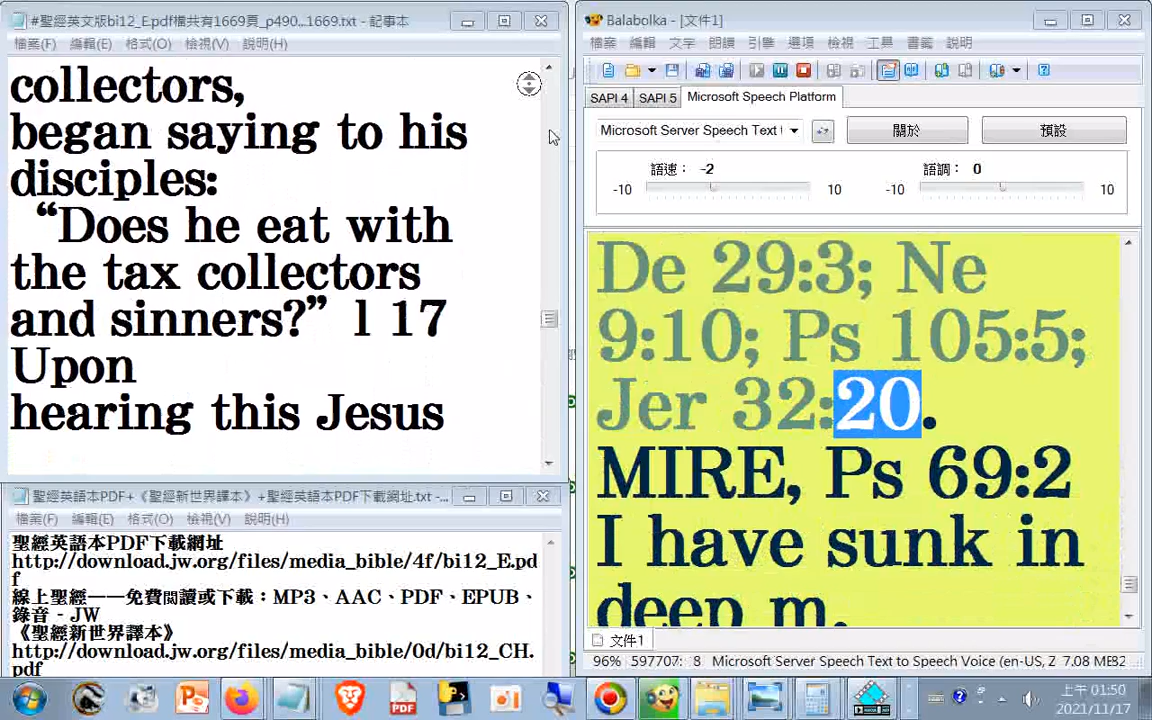 #聖經英文版bi12_E.pdf橫共有1669頁_p490...1669.txt - 記事本
檔案(F) 編輯(E) 格式(O) 檢視(V) 說明(H)
collectors,
began saying to his
disciples:
“Does he eat with
the tax collectors
and sinners?” l 17
Upon
hearing this Jesus
聖經英語本PDF+《聖經新世界譯本》+聖經英語本PDF下載網址.txt - ...
檔案(F) 編輯(E) 格式(O) 檢視(V) 說明(H)
聖經英語本PDF下載網址
http://download.jw.org/files/media_bible/4f/bi12_E.pd
f
線上聖經——免費閱讀或下載：MP3、AAC、PDF、EPUB、
錄音 - JW
《聖經新世界譯本》
http://download.jw.org/files/media_bible/0d/bi12_CH.
pdf
Balabolka - [文件1]
檔案 編輯 文字 朗讀 引擎 選項 檢視 工具 書籤 說明
SAPI 4 SAPI 5 Microsoft Speech Platform
Microsoft Server Speech Text 關於 預設
語速： -2 語調： 0
-10 10 -10 10
De 29:3; Ne
9:10; Ps 105:5;
Jer 32:20.
MIRE, Ps 69:2
I have sunk in
deep m.
文件1
96% 597707: 8 Microsoft Server Speech Text to Speech Voice (en-US, Z 7.08 MB
上午 01:50
2021/11/17